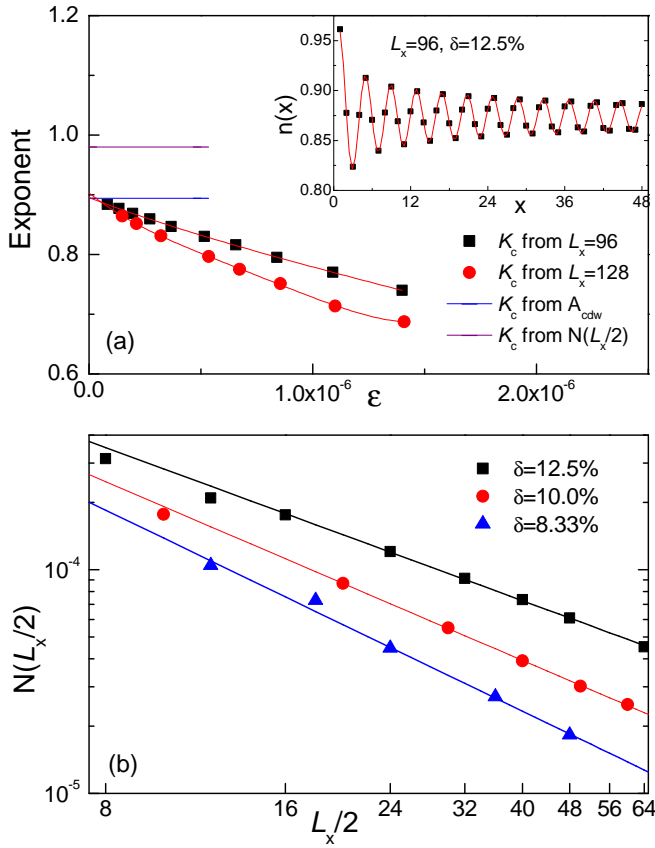 0.95
0.90
0.85
0.80
n(x)
Lx=96, δ=12.5%
0 12 24 36 48
x
1.2
1.0
0.8
0.6
Exponent
Kc from Lx=96
Kc from Lx=128
Kc from Acdw
Kc from N(Lx/2)
(a)
0.0 1.0x10-6 2.0x10-6
ε
10-4
10-5
N(Lx/2)
δ=12.5%
δ=10.0%
δ=8.33%
(b)
8 16 24 32 40 48 56 64
Lx/2